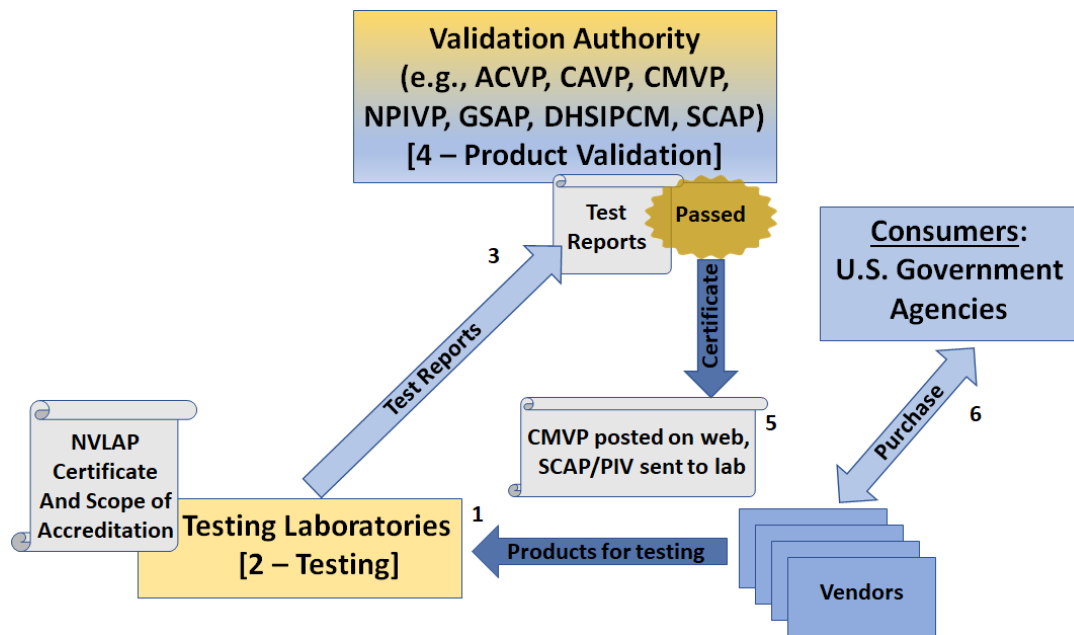 Validation Authority
(e.g., ACVP, CAVP, CMVP,
NPIVP, GSAP, DHSIPCM, SCAP)
[4 – Product Validation]
Test
Reports
Passed
3
Test Reports
Certificate
Consumers:
U.S. Government
Agencies
NVLAP
Certificate
And Scope of
Accreditation
CMVP posted on web,
SCAP/PIV sent to lab
5
Purchase
6
Testing Laboratories
[2 – Testing]
1
Products for testing
Vendors